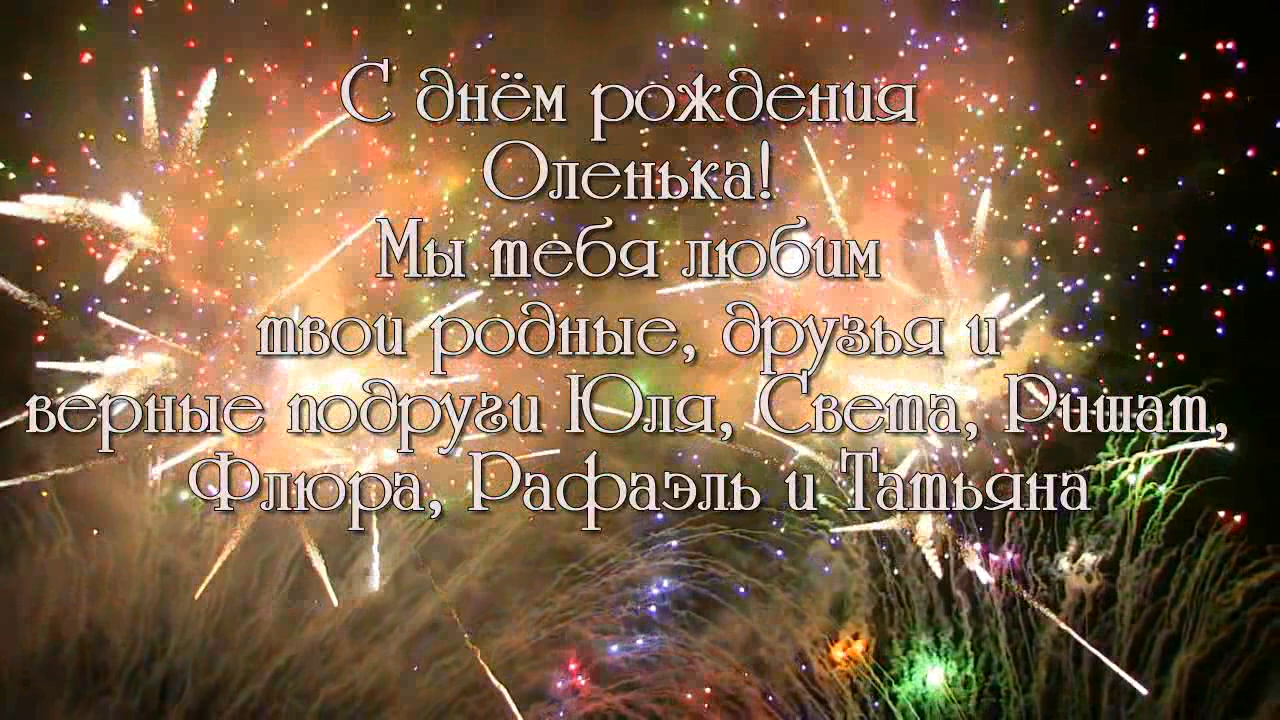 С днём рождения
Оленька!
Мы тебя любим
твои родные, друзья и
верные подруги Юля, Света, Ришат,
Флюра, Рафаэль и Татьяна